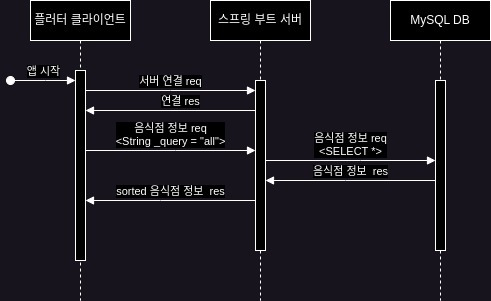 플러터 클라이언트
스프링 부트 서버
MySQL DB
앱 시작
서버 연결 req
연결 res
음식점 정보 req
<String _query = "all">
음식점 정보 req
<SELECT *>
음식점 정보  res
sorted 음식점 정보  res